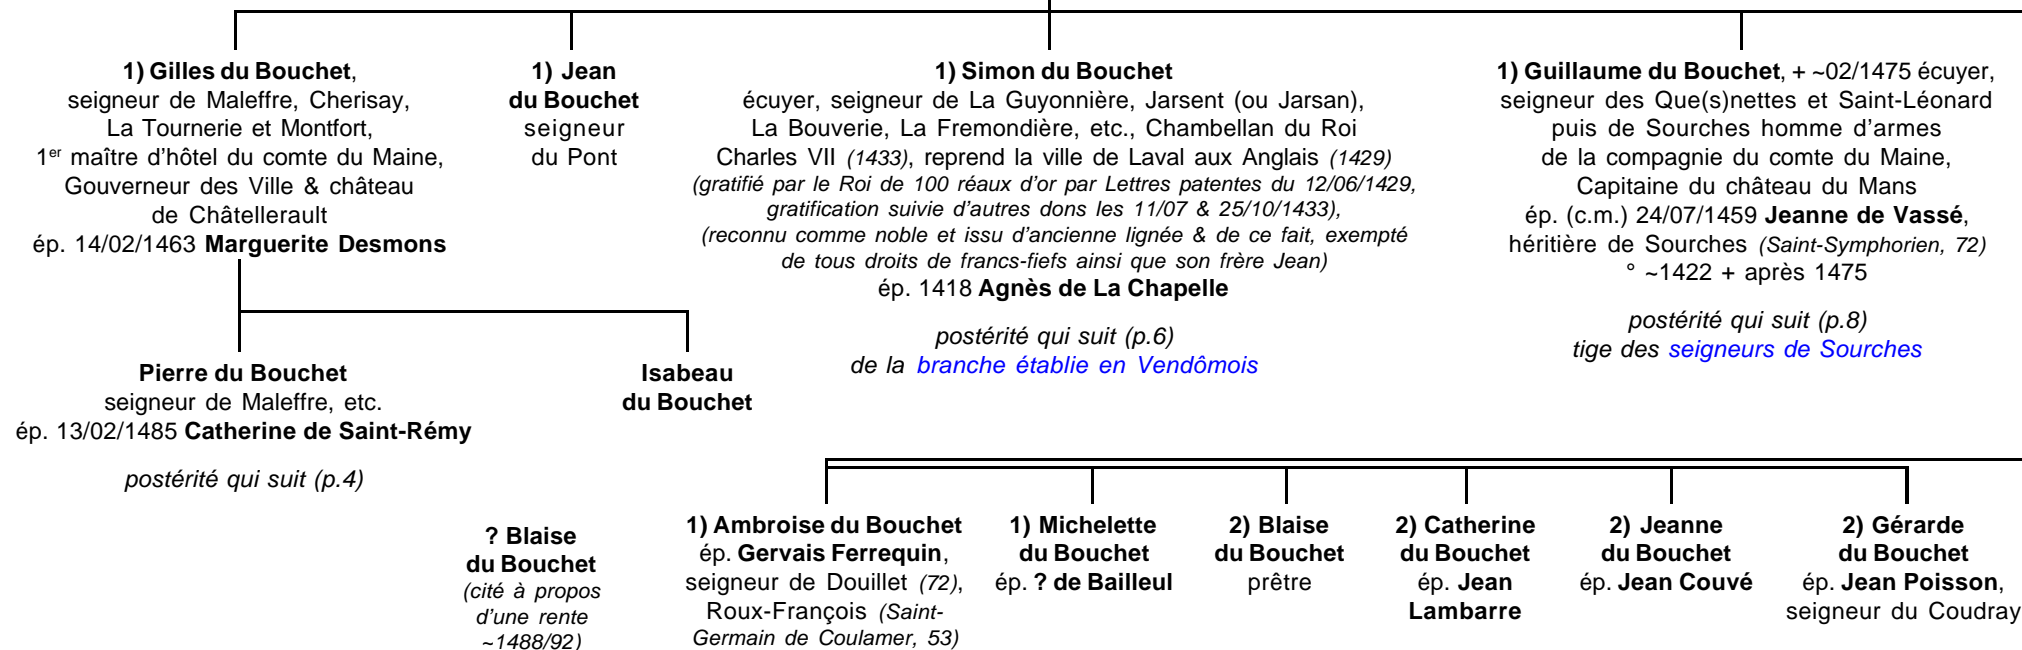 1) Gilles du Bouchet,
seigneur de Maleffre, Cherisay,
La Tournerie et Montfort,
1er maître d'hôtel du comte du Maine,
Gouverneur des Ville & château
de Châtellerault
ép. 14/02/1463 Marguerite Desmons
1) Jean
du Bouchet
seigneur
du Pont
1) Simon du Bouchet
écuyer, seigneur de La Guyonnière, Jarsent (ou Jarsan),
La Bouverie, La Fremondière, etc., Chambellan du Roi
Charles VII (1433), reprend la ville de Laval aux Anglais (1429)
(gratifié par le Roi de 100 réaux d'or par Lettres patentes du 12/06/1429,
gratification suivie d'autres dons les 11/07 & 25/10/1433),
(reconnu comme noble et issu d'ancienne lignée & de ce fait, exempté
de tous droits de francs-fiefs ainsi que son frère Jean)
ép. 1418 Agnès de La Chapelle
postérité qui suit (p.6)
de la branche établie en Vendômois
1) Guillaume du Bouchet, + ~02/1475 écuyer,
seigneur des Que(s)nettes et Saint-Léonard
puis de Sourches homme d'armes
de la compagnie du comte du Maine,
Capitaine du château du Mans
ép. (c.m.) 24/07/1459 Jeanne de Vassé,
héritière de Sourches (Saint-Symphorien, 72)
° ~1422 + après 1475
postérité qui suit (p.8)
tige des seigneurs de Sourches
Pierre du Bouchet
seigneur de Maleffre, etc.
ép. 13/02/1485 Catherine de Saint-Rémy
postérité qui suit (p.4)
Isabeau
du Bouchet
? Blaise
du Bouchet
(cité à propos
d'une rente
~1488/92)
1) Ambroise du Bouchet
ép. Gervais Ferrequin,
seigneur de Douillet (72),
Roux-François (Saint-
Germain de Coulamer, 53)
1) Michelette
du Bouchet
ép. ? de Bailleul
2) Blaise
du Bouchet
prêtre
2) Catherine
du Bouchet
ép. Jean
Lambarre
2) Jeanne
du Bouchet
ép. Jean Couvé
2) Gérarde
du Bouchet
ép. Jean Poisson,
seigneur du Coudray